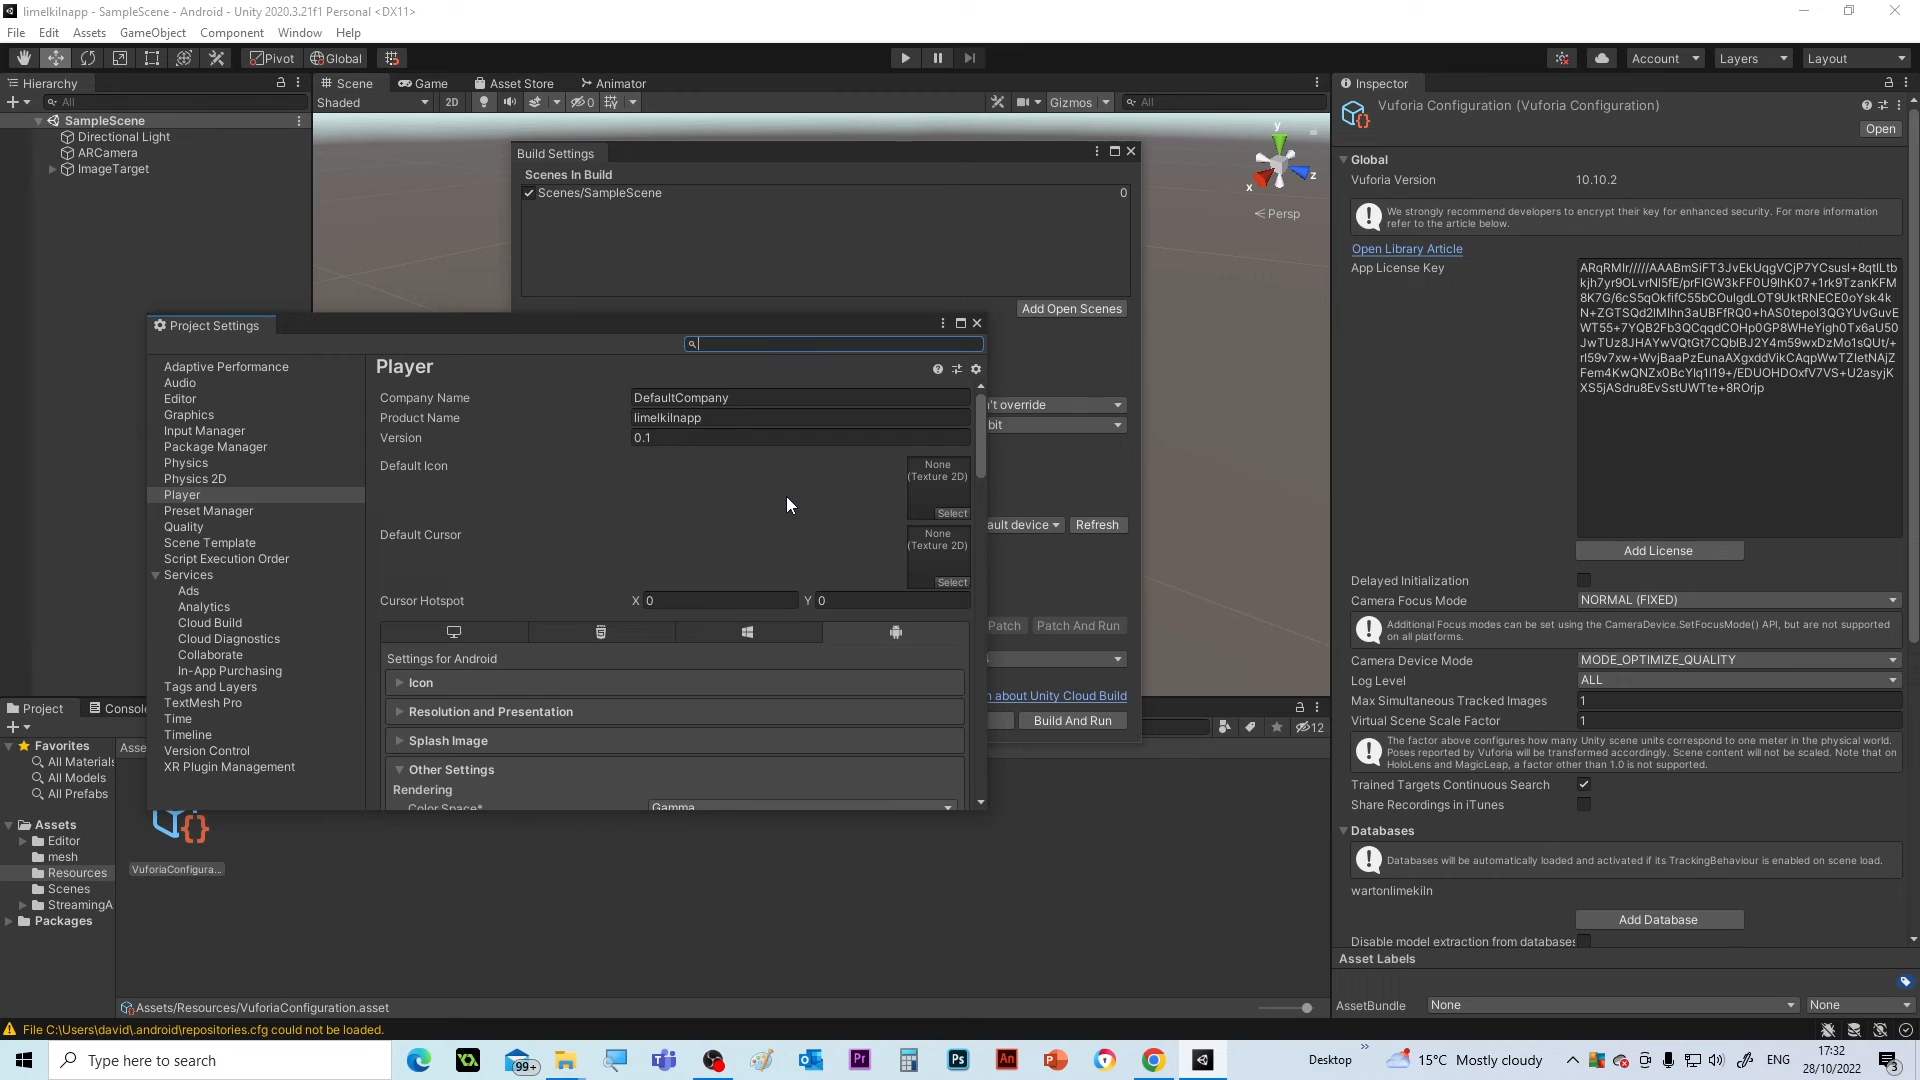 limelkilnapp - SampleScene - Android - Unity 2020.3.21f1 Personal <DX11>
File Edit Assets GameObject Component Window Help
Pivot Global Account Layers Layout
Hierarchy
All
SampleScene
Directional Light
ARCamera
ImageTarget
Scene Game Asset Store Animator
Shaded 2D 0 Gizmos All
y
x
z
Persp
Build Settings
Scenes In Build
Scenes/SampleScene 0
Add Open Scenes
n't override
bit
ault device Refresh
Patch Patch And Run
n about Unity Cloud Build
Build And Run
Project Settings
Adaptive Performance
Audio
Editor
Graphics
Input Manager
Package Manager
Physics
Physics 2D
Player
Preset Manager
Quality
Scene Template
Script Execution Order
Services
Ads
Analytics
Cloud Build
Cloud Diagnostics
Collaborate
In-App Purchasing
Tags and Layers
TextMesh Pro
Time
Timeline
Version Control
XR Plugin Management
Player
Company Name DefaultCompany
Product Name limelkilnapp
Version 0.1
Default Icon
None
(Texture 2D)
Select
Default Cursor
None
(Texture 2D)
Select
Cursor Hotspot X 0 Y 0
Settings for Android
Icon
Resolution and Presentation
Splash Image
Other Settings
Rendering
Color Space* Gamma
Inspector
Vuforia Configuration (Vuforia Configuration)
Open
Global
Vuforia Version 10.10.2
We strongly recommend developers to encrypt their key for enhanced security. For more information
refer to the article below.
Open Library Article
App License Key
Add License
Delayed Initialization
Camera Focus Mode NORMAL (FIXED)
Additional Focus modes can be set using the CameraDevice.SetFocusMode() API, but are not supported
on all platforms.
Camera Device Mode MODE_OPTIMIZE_QUALITY
Log Level ALL
Max Simultaneous Tracked Images 1
Virtual Scene Scale Factor 1
The factor above configures how many Unity scene units correspond to one meter in the physical world.
Poses reported by Vuforia will be transformed accordingly. Scene content will not be scaled. Note that on
HoloLens and MagicLeap, a factor other than 1.0 is not supported.
Trained Targets Continuous Search
Share Recordings in iTunes
Databases
Databases will be automatically loaded and activated if its TrackingBehaviour is enabled on scene load.
wartonlimekiln
Add Database
Disable model extraction from databases
Asset Labels
AssetBundle None None
Project Console
12
Favorites
All Materials
All Models
All Prefabs
Assets
Editor
mesh
Resources
Scenes
StreamingA
Packages
Asse
VuforiaConfigura...
Assets/Resources/VuforiaConfiguration.asset
File C:\Users\david\.android\repositories.cfg could not be loaded.
Type here to search
99+
Desktop 15°C Mostly cloudy ENG
17:32
28/10/2022
3